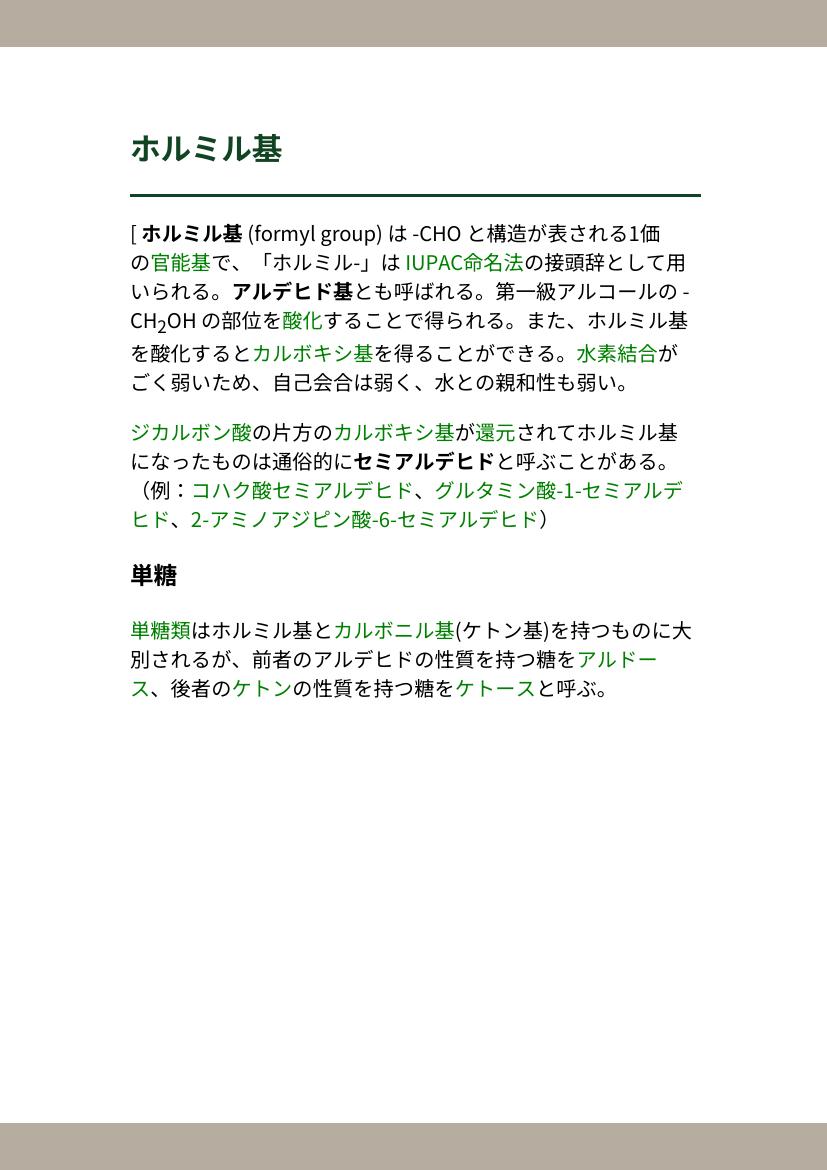 ホルミル基
[ ホルミル基 (formyl group) は -CHO と構造が表される1価
の官能基で、「ホルミル-」は IUPAC命名法の接頭辞として用
いられる。アルデヒド基とも呼ばれる。第一級アルコールの -
CH₂OH の部位を酸化することで得られる。また、ホルミル基
を酸化するとカルボキシ基を得ることができる。水素結合が
ごく弱いため、自己会合は弱く、水との親和性も弱い。
ジカルボン酸の片方のカルボキシ基が還元されてホルミル基
になったものは通俗的にセミアルデヒドと呼ぶことがある。
（例：コハク酸セミアルデヒド、グルタミン酸-1-セミアルデ
ヒド、2-アミノアジピン酸-6-セミアルデヒド）
単糖
単糖類はホルミル基とカルボニル基(ケトン基)を持つものに大
別されるが、前者のアルデヒドの性質を持つ糖をアルドー
ス、後者のケトンの性質を持つ糖をケトースと呼ぶ。